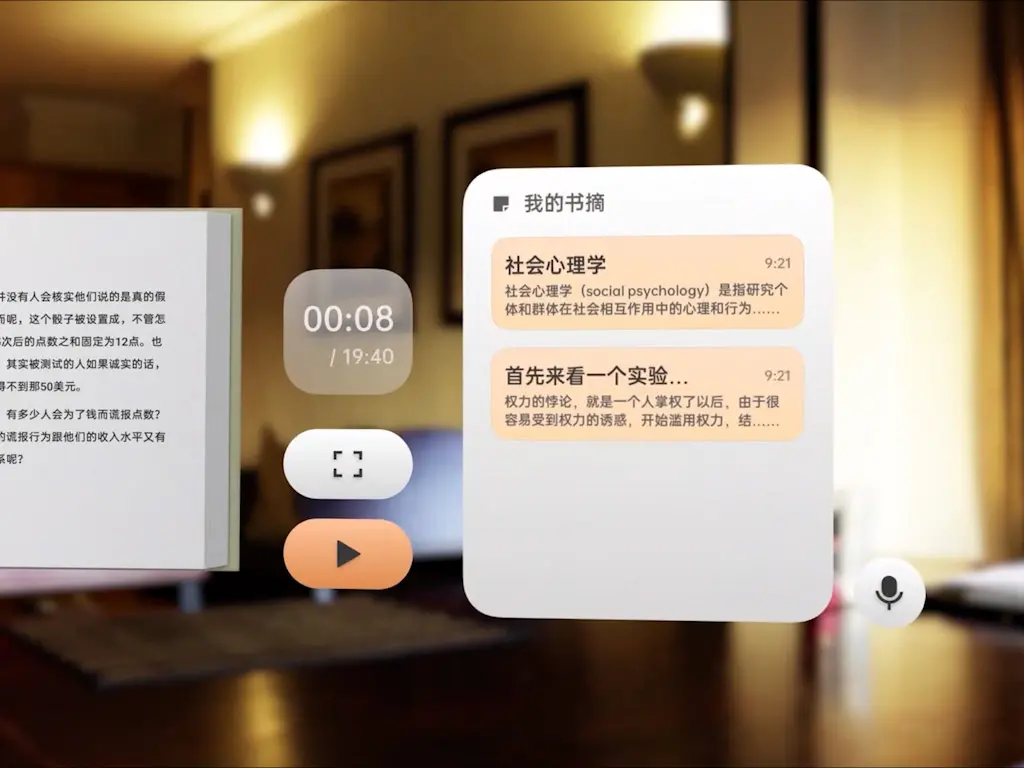 并没有人会核实他们说的是真的假
而呢，这个骰子被设置成，不管怎
次后的点数之和固定为12点。也
其实被测试的人如果诚实的话，
得不到那50美元。
有多少人会为了钱而谎报点数？
的谎报行为跟他们的收入水平又有
系呢？
00:08
/ 19:40
我的书摘
社会心理学 9:21
社会心理学（social psychology）是指研究个
体和群体在社会相互作用中的心理和行为……
首先来看一个实验… 9:21
权力的悖论，就是一个人掌权了以后，由于很
容易受到权力的诱惑，开始滥用权力，结……